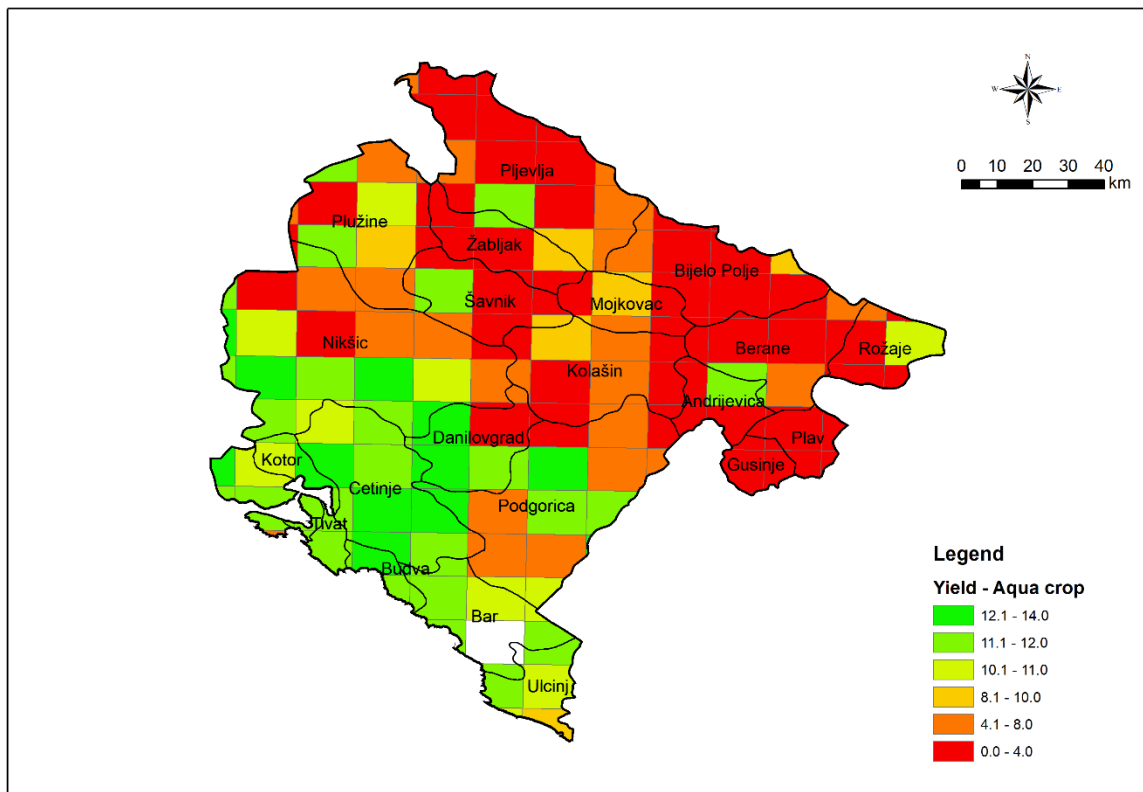 N
W E
S
0 10 20 30 40
km
Pljevlja
Plužine
Žabljak
Bijelo Polje
Šavnik
Mojkovac
Nikšic
Berane
Rožaje
Kolašin
Andrijevica
Danilovgrad
Plav
Kotor
Gusinje
Cetinje
Podgorica
Tivat
Budva
Bar
Ulcinj
Legend
Yield - Aqua crop
12.1 - 14.0
11.1 - 12.0
10.1 - 11.0
8.1 - 10.0
4.1 - 8.0
0.0 - 4.0